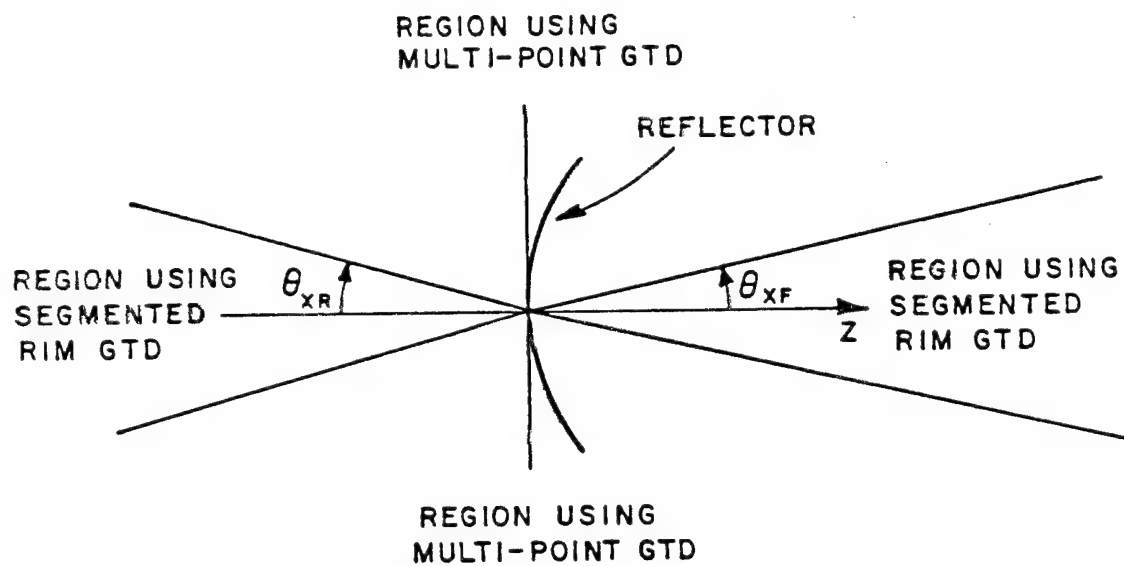 REGION USING
MULTI-POINT GTD
REFLECTOR
REGION USING
SEGMENTED
RIM GTD
θXR
θXF
Z
REGION USING
SEGMENTED
RIM GTD
REGION USING
MULTI-POINT GTD